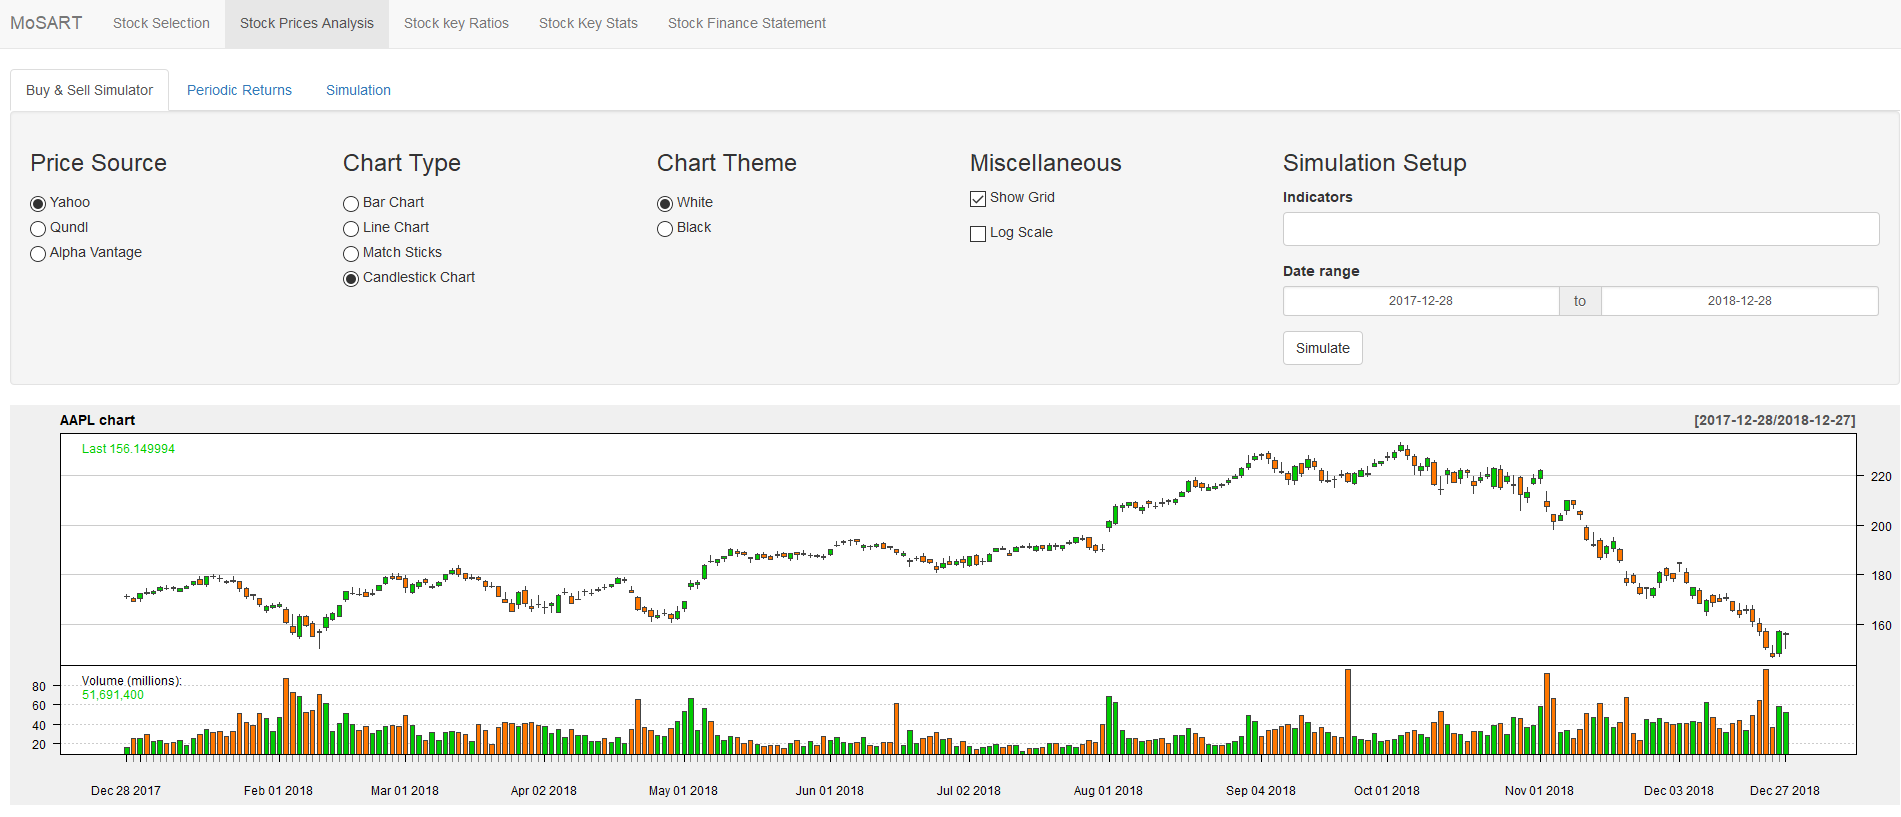 MoSART Stock Selection Stock Prices Analysis Stock key Ratios Stock Key Stats Stock Finance Statement
Buy & Sell Simulator Periodic Returns Simulation
Price Source
Yahoo
Qundl
Alpha Vantage
Chart Type
Bar Chart
Line Chart
Match Sticks
Candlestick Chart
Chart Theme
White
Black
Miscellaneous
Show Grid
Log Scale
Simulation Setup
Indicators
Date range
2017-12-28 to 2018-12-28
Simulate
AAPL chart [2017-12-28/2018-12-27]
Last 156.149994
220
200
180
160
Volume (millions):
51,691,400
80
60
40
20
Dec 28 2017 Feb 01 2018 Mar 01 2018 Apr 02 2018 May 01 2018 Jun 01 2018 Jul 02 2018 Aug 01 2018 Sep 04 2018 Oct 01 2018 Nov 01 2018 Dec 03 2018 Dec 27 2018